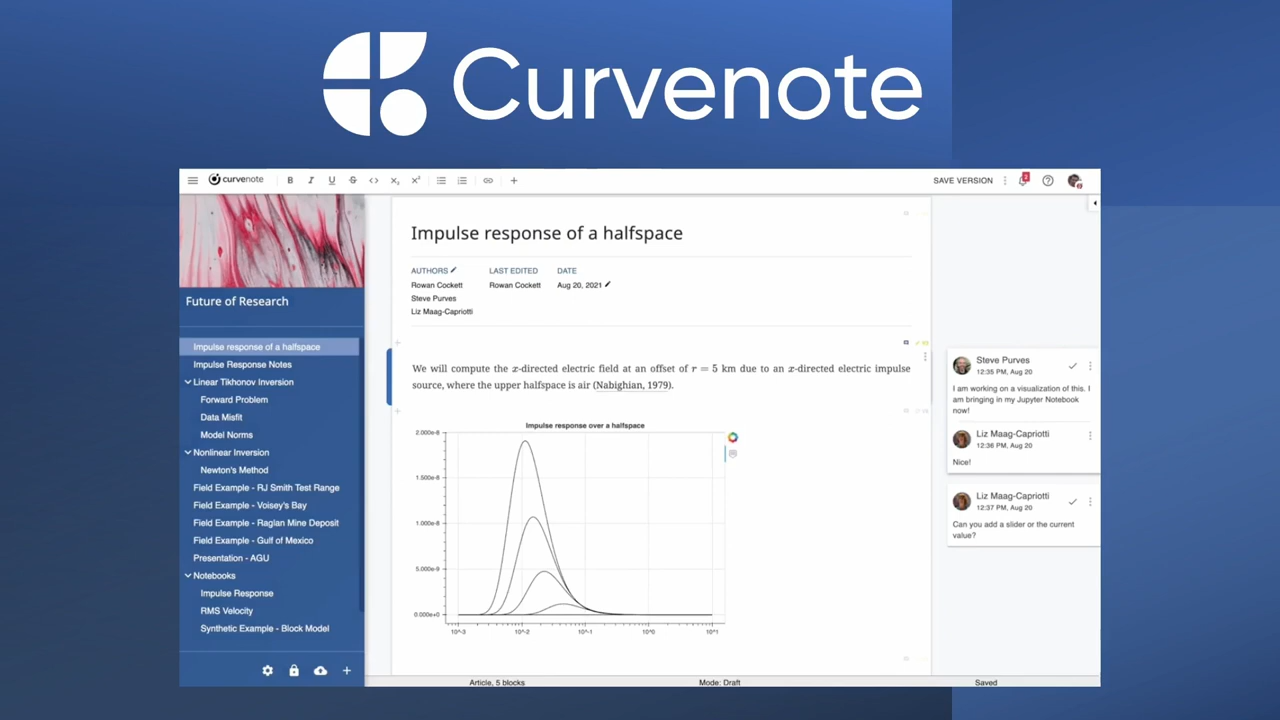 Curvenote
curvenote
B I U S <> X₂ X²
SAVE VERSION
Future of Research
Impulse response of a halfspace
Impulse Response Notes
Linear Tikhonov Inversion
Forward Problem
Data Misfit
Model Norms
Nonlinear Inversion
Newton's Method
Field Example - RJ Smith Test Range
Field Example - Voisey's Bay
Field Example - Raglan Mine Deposit
Field Example - Gulf of Mexico
Presentation - AGU
Notebooks
Impulse Response
RMS Velocity
Synthetic Example - Block Model
Impulse response of a halfspace
AUTHORS LAST EDITED DATE
Rowan Cockett Rowan Cockett Aug 20, 2021
Steve Purves
Liz Maag-Capriotti
We will compute the x-directed electric field at an offset of r = 5 km due to an x-directed electric impulse
source, where the upper halfspace is air (Nabighian, 1979).
Impulse response over a halfspace
2.000e-8
1.500e-8
1.000e-8
5.000e-9
0.000e+0
10^-3 10^-2 10^-1 10^0 10^1
Steve Purves
12:35 PM, Aug 20
I am working on a visualization of this. I
am bringing in my Jupyter Notebook
now!
Liz Maag-Capriotti
12:36 PM, Aug 20
Nice!
Liz Maag-Capriotti
12:37 PM, Aug 20
Can you add a slider or the current
value?
Article, 5 blocks Mode: Draft Saved